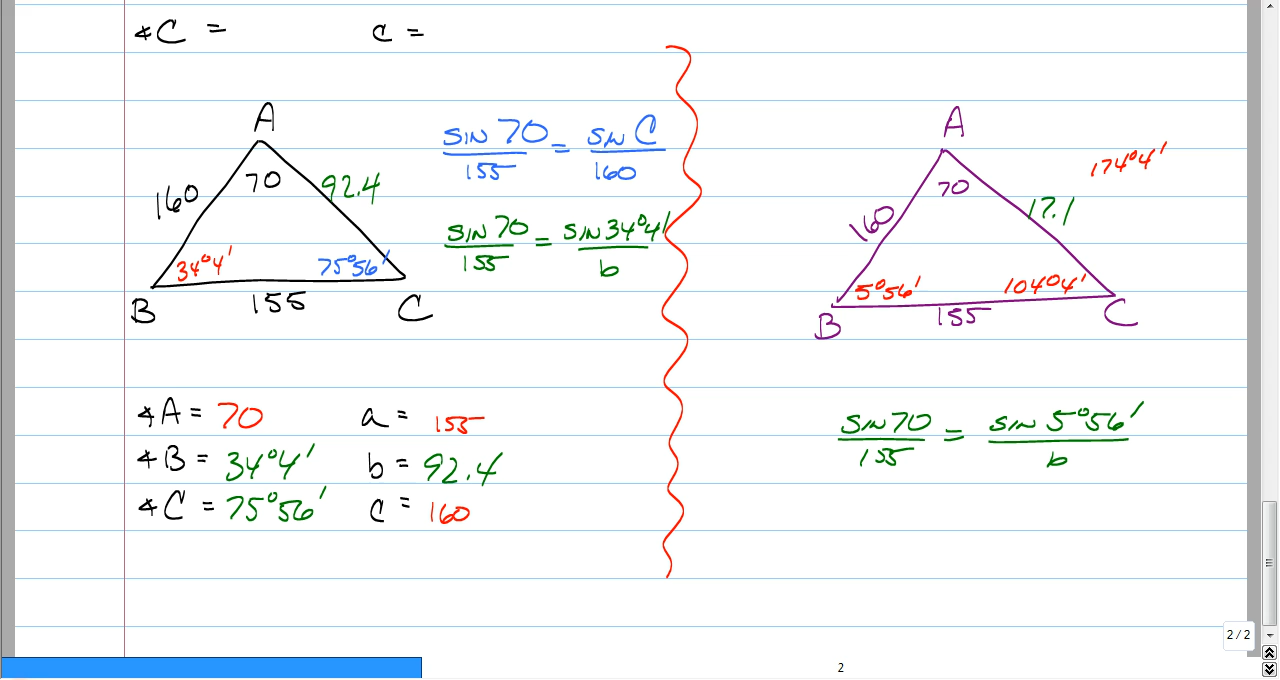 ∡C =    c =
A
160 70 92.4
34°4' 75°56'
B 155 C
sin 70 / 155 = sin C / 160
sin 70 / 155 = sin 34°4' / b
∡A = 70    a = 155
∡B = 34°4'    b = 92.4
∡C = 75°56'    c = 160
A
174°4'
160 70 17.1
5°56' 104°4'
B 155 C
sin 70 / 155 = sin 5°56' / b
2 / 2
2